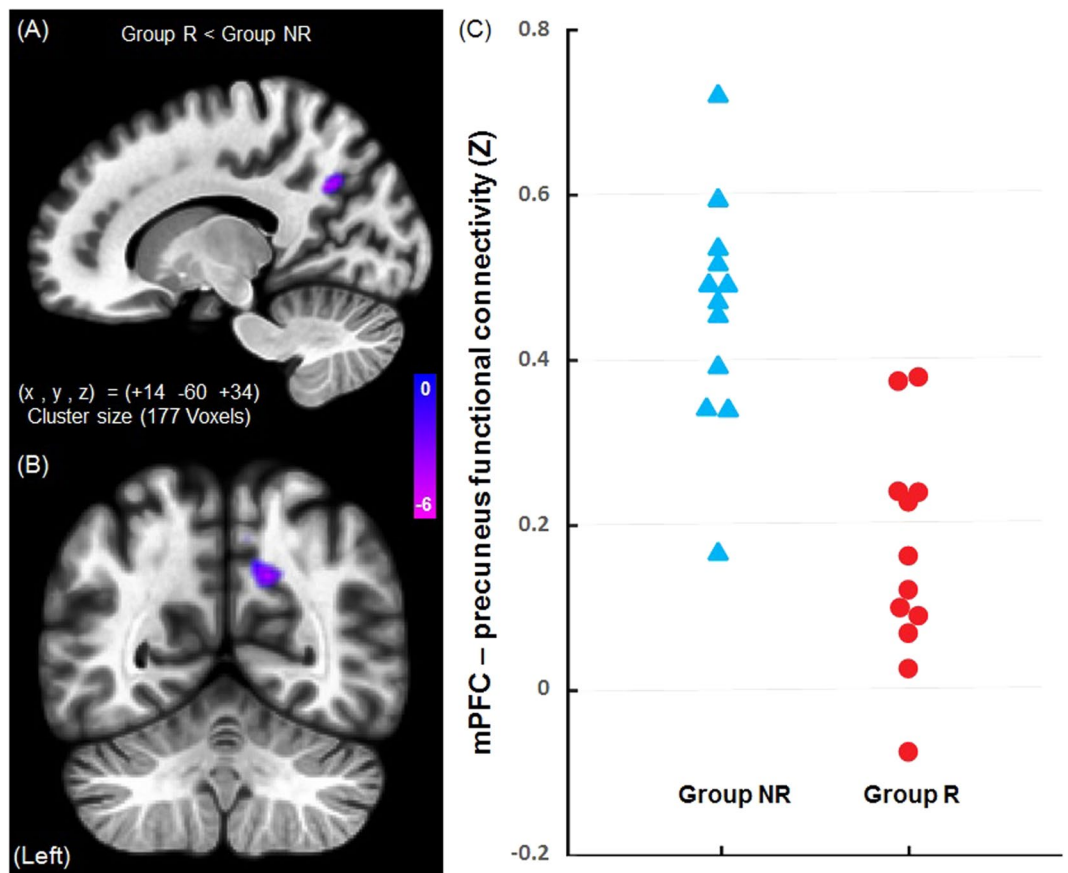 (A)
Group R < Group NR
(x , y , z) = (+14 -60 +34)
Cluster size (177 Voxels)
0
-6
(B)
(Left)
(C)
mPFC – precuneus functional connectivity (Z)
0.8
0.6
0.4
0.2
0
-0.2
Group NR
Group R